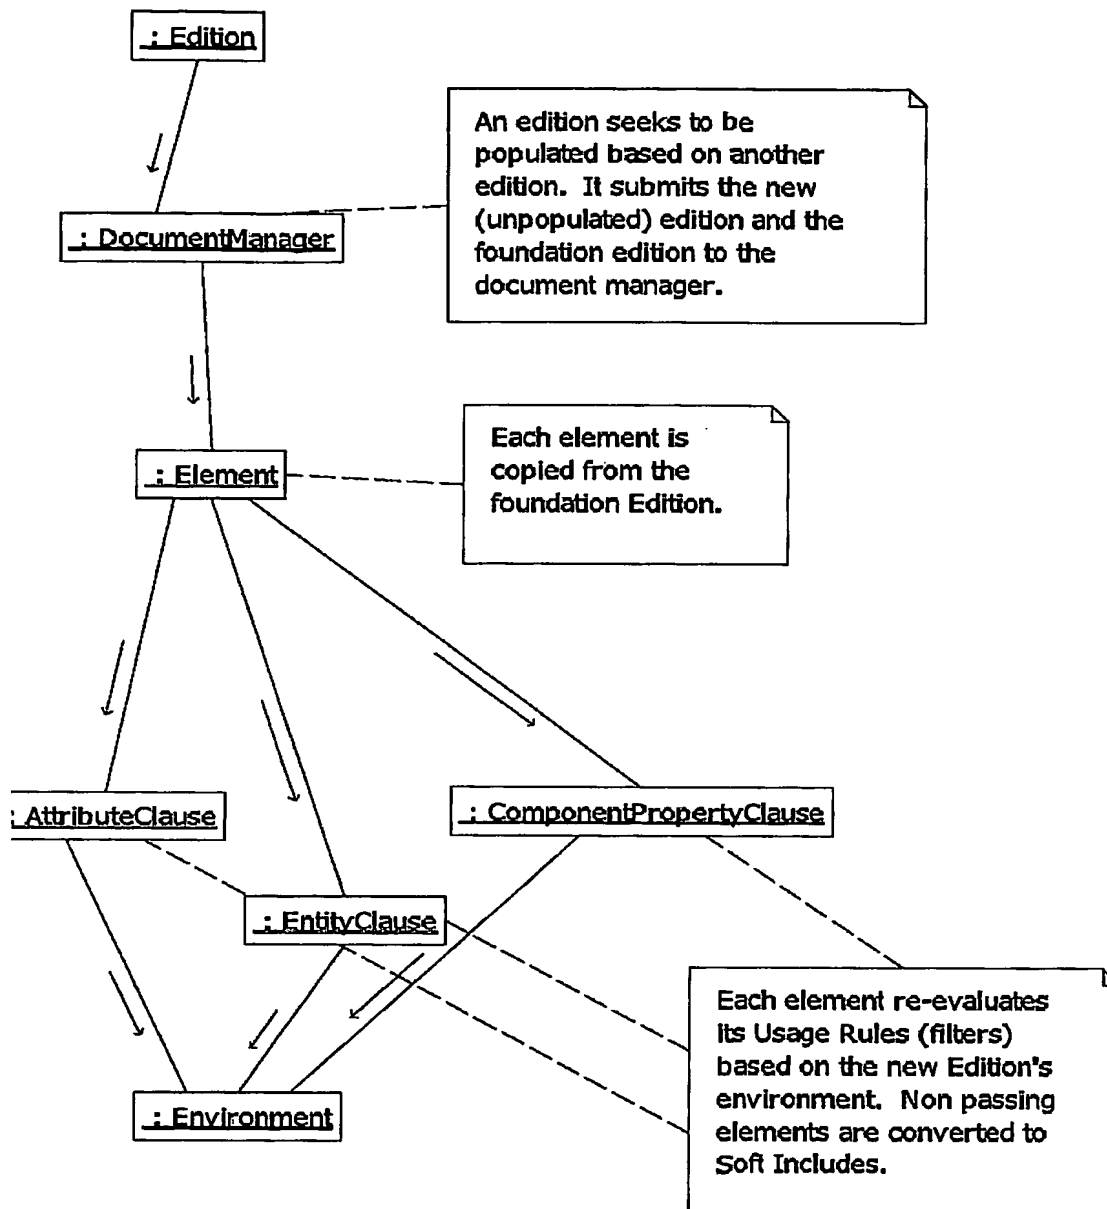 : Edition
An edition seeks to be
populated based on another
edition. It submits the new
(unpopulated) edition and the
foundation edition to the
document manager.
: DocumentManager
Each element is
copied from the
foundation Edition.
: Element
: AttributeClause
: ComponentPropertyClause
: EntityClause
Each element re-evaluates
its Usage Rules (filters)
based on the new Edition's
environment. Non passing
elements are converted to
Soft Includes.
: Environment